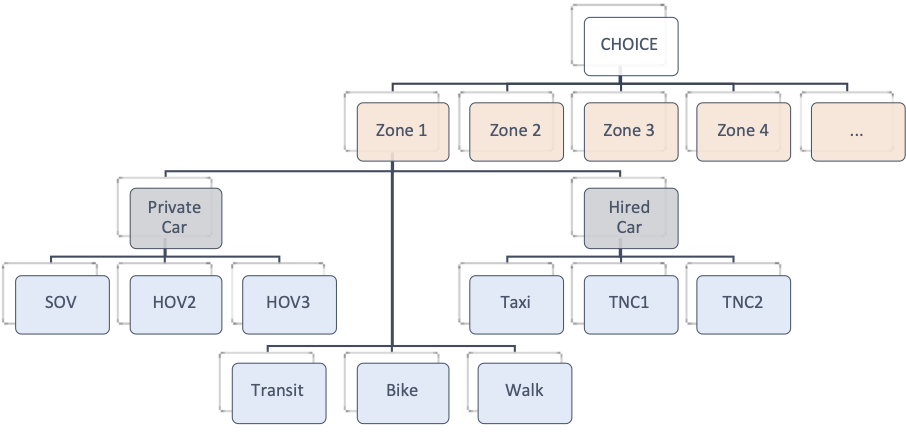 CHOICE
Zone 1
Zone 2
Zone 3
Zone 4
...
Private
Car
Hired
Car
SOV
HOV2
HOV3
Taxi
TNC1
TNC2
Transit
Bike
Walk